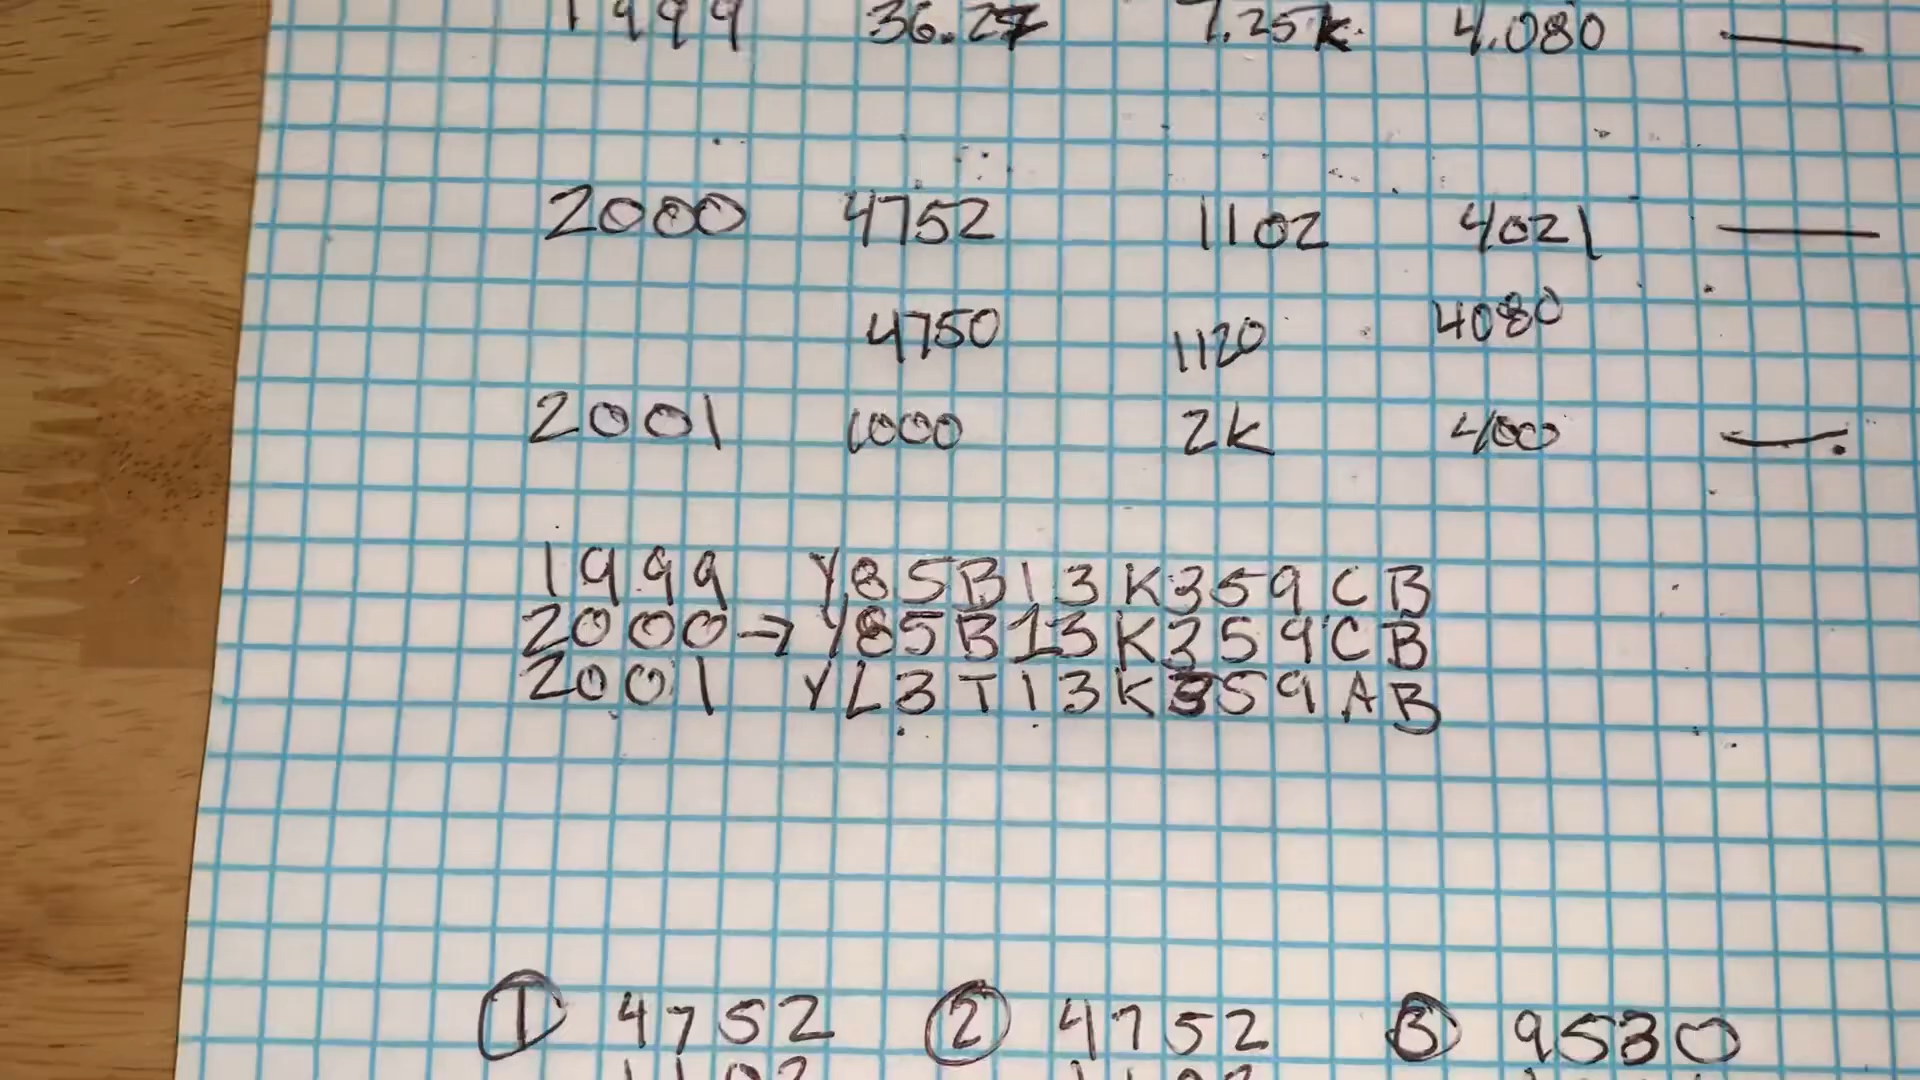 1999 36.27 7.25k 4.080 —
2000 4752 1102 4021 —
4750 1120 4080
2001 1000 2k 400 —
1999 Y85B13K359CB
2000 → Y85B13K359CB
2001 YL3T13K359AB
① 4752 ② 4752 ③ 9530